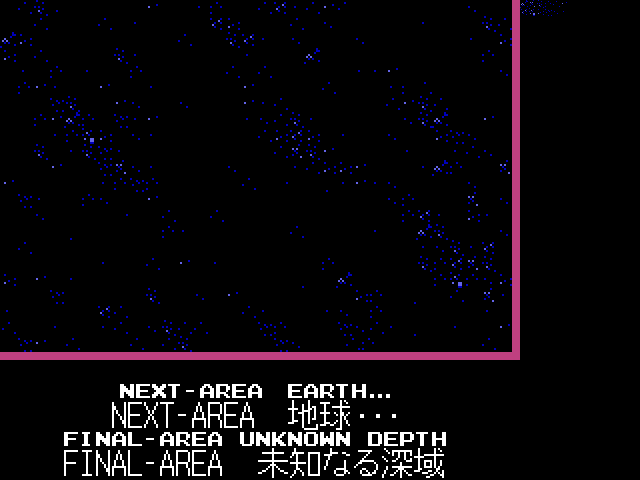 NEXT-AREA EARTH...
NEXT-AREA 地球・・・
FINAL-AREA UNKNOWN DEPTH
FINAL-AREA 未知なる深域